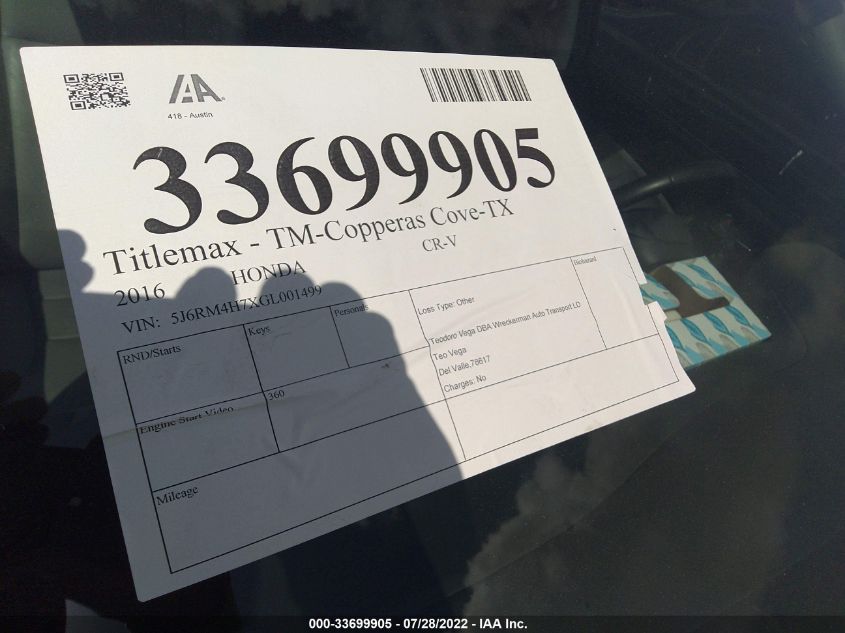 IAA
418 - Austin
33699905
Titlemax - TM-Copperas Cove-TX
2016 HONDA CR-V
VIN: 5J6RM4H7XGL001499
RND/Starts Keys Personals Loss Type: Other Biohazard
Teodoro Vega DBA Wreckerman Auto Transport LD
Teo Vega
Del Valle,78617
Charges: No
Engine Start Video 360
Mileage
000-33699905 - 07/28/2022 - IAA Inc.